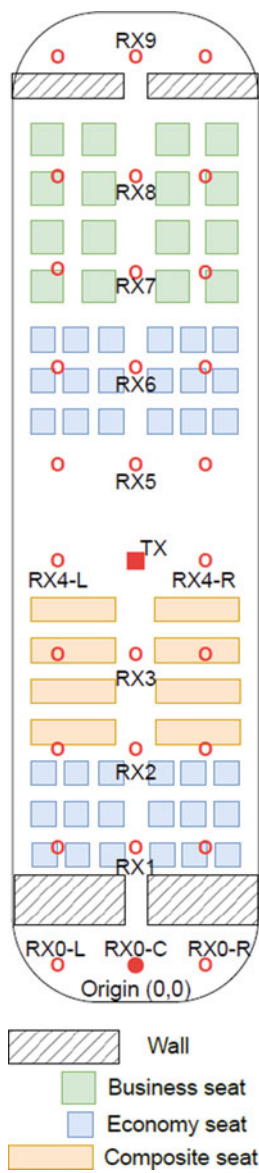 RX9
RX8
RX7
RX6
RX5
TX
RX4-L RX4-R
RX3
RX2
RX1
RX0-L RX0-C RX0-R
Origin (0,0)
Wall
Business seat
Economy seat
Composite seat